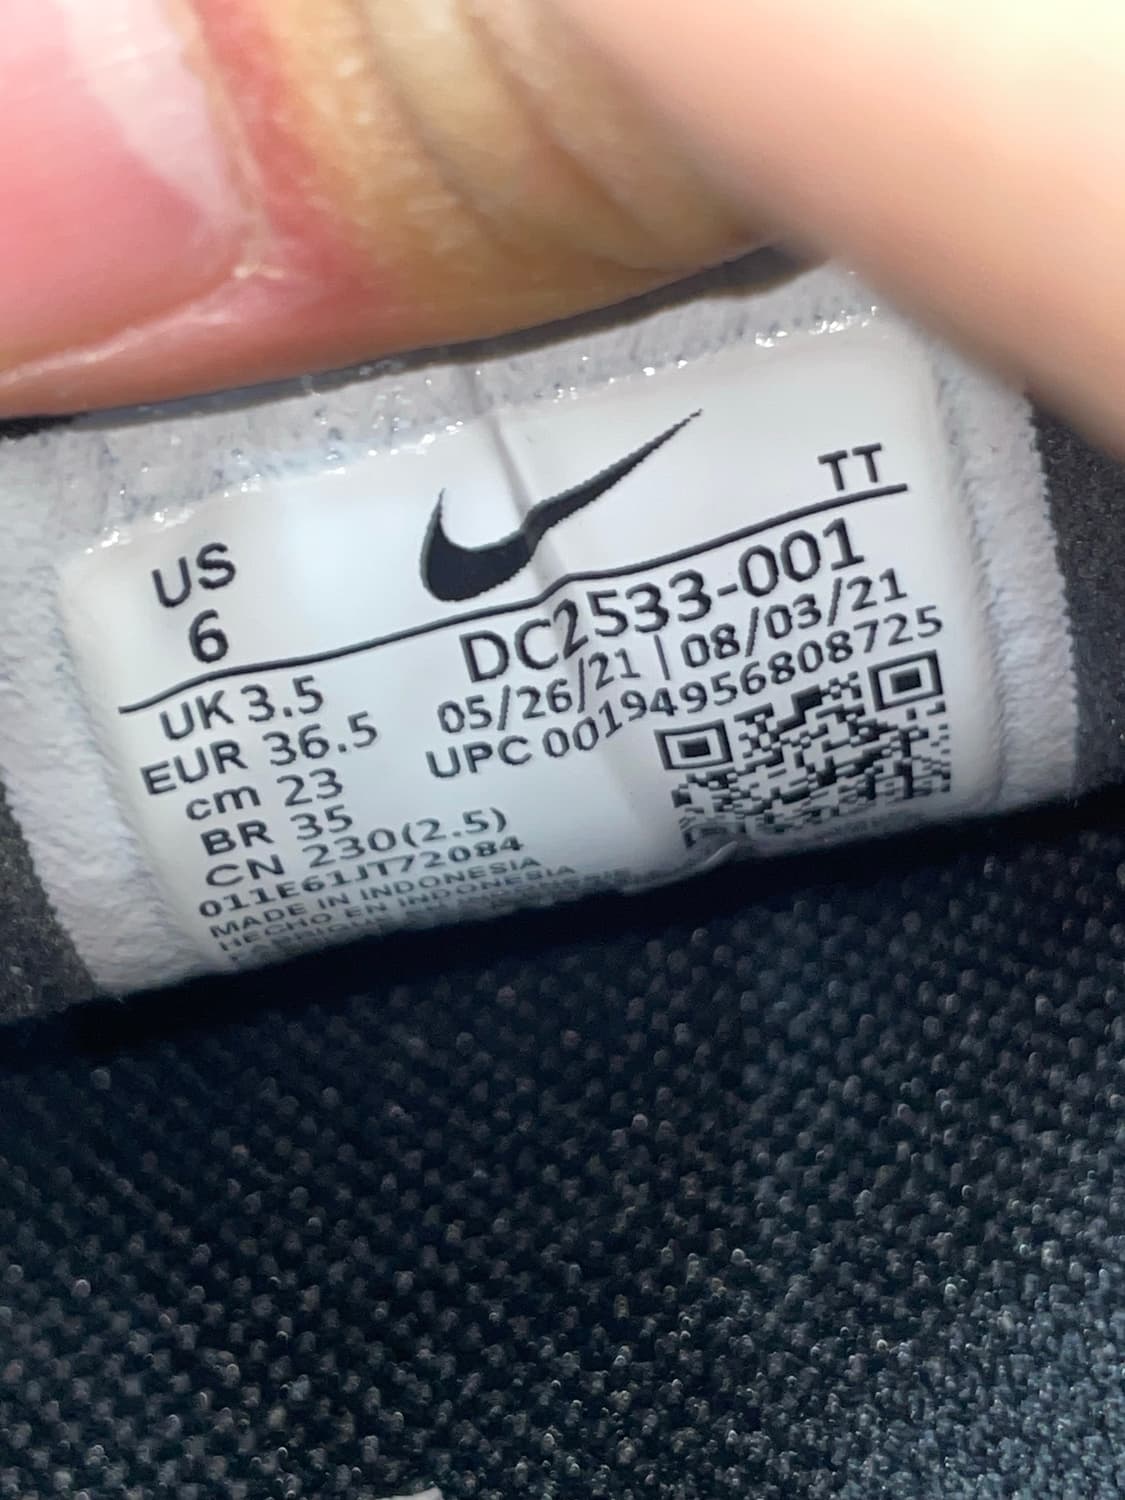 US
6
TT
UK 3.5
EUR 36.5
cm 23
BR 35
CN 230(2.5)
011E61JT72084
MADE IN INDONESIA
HECHO EN INDONESIA
DC2533-001
05/26/21 | 08/03/21
UPC 00194956808725